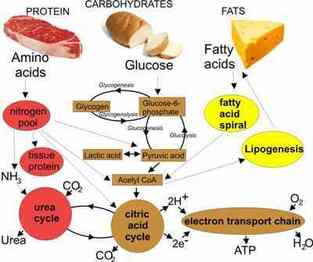 PROTEIN
CARBOHYDRATES
FATS
Amino
acids
Glucose
Fatty
acids
Glycogenesis
Glycogen
Glucose-6-
phosphate
Glycogenolysis
nitrogen
pool
fatty
acid
spiral
Glycolysis
tissue
protein
Lactic acid
Pyruvic acid
Lipogenesis
NH3
Acetyl CoA
CO2
2H+
O2
urea
cycle
citric
acid
cycle
electron transport chain
Urea
CO2
2e-
ATP
H2O